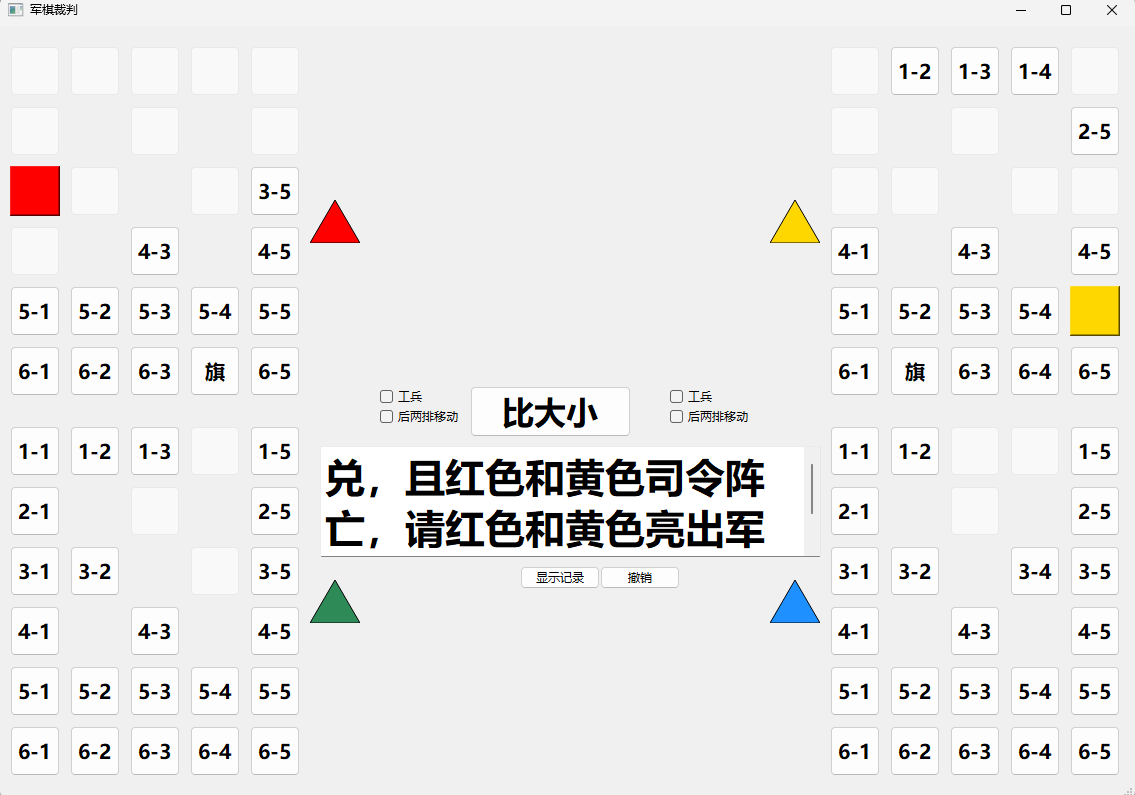 军棋裁判
1-2 1-3 1-4
2-5
3-5
4-3 4-5 4-1 4-3 4-5
5-1 5-2 5-3 5-4 5-5 5-1 5-2 5-3 5-4
6-1 6-2 6-3 旗 6-5 6-1 旗 6-3 6-4 6-5
工兵 工兵
后两排移动 比大小 后两排移动
1-1 1-2 1-3 1-5 1-1 1-2 1-5
兑，且红色和黄色司令阵
亡，请红色和黄色亮出军
2-1 2-5 2-1 2-5
3-1 3-2 3-5 3-1 3-2 3-4 3-5
显示记录 撤销
4-1 4-3 4-5 4-1 4-3 4-5
5-1 5-2 5-3 5-4 5-5 5-1 5-2 5-3 5-4 5-5
6-1 6-2 6-3 6-4 6-5 6-1 6-2 6-3 6-4 6-5